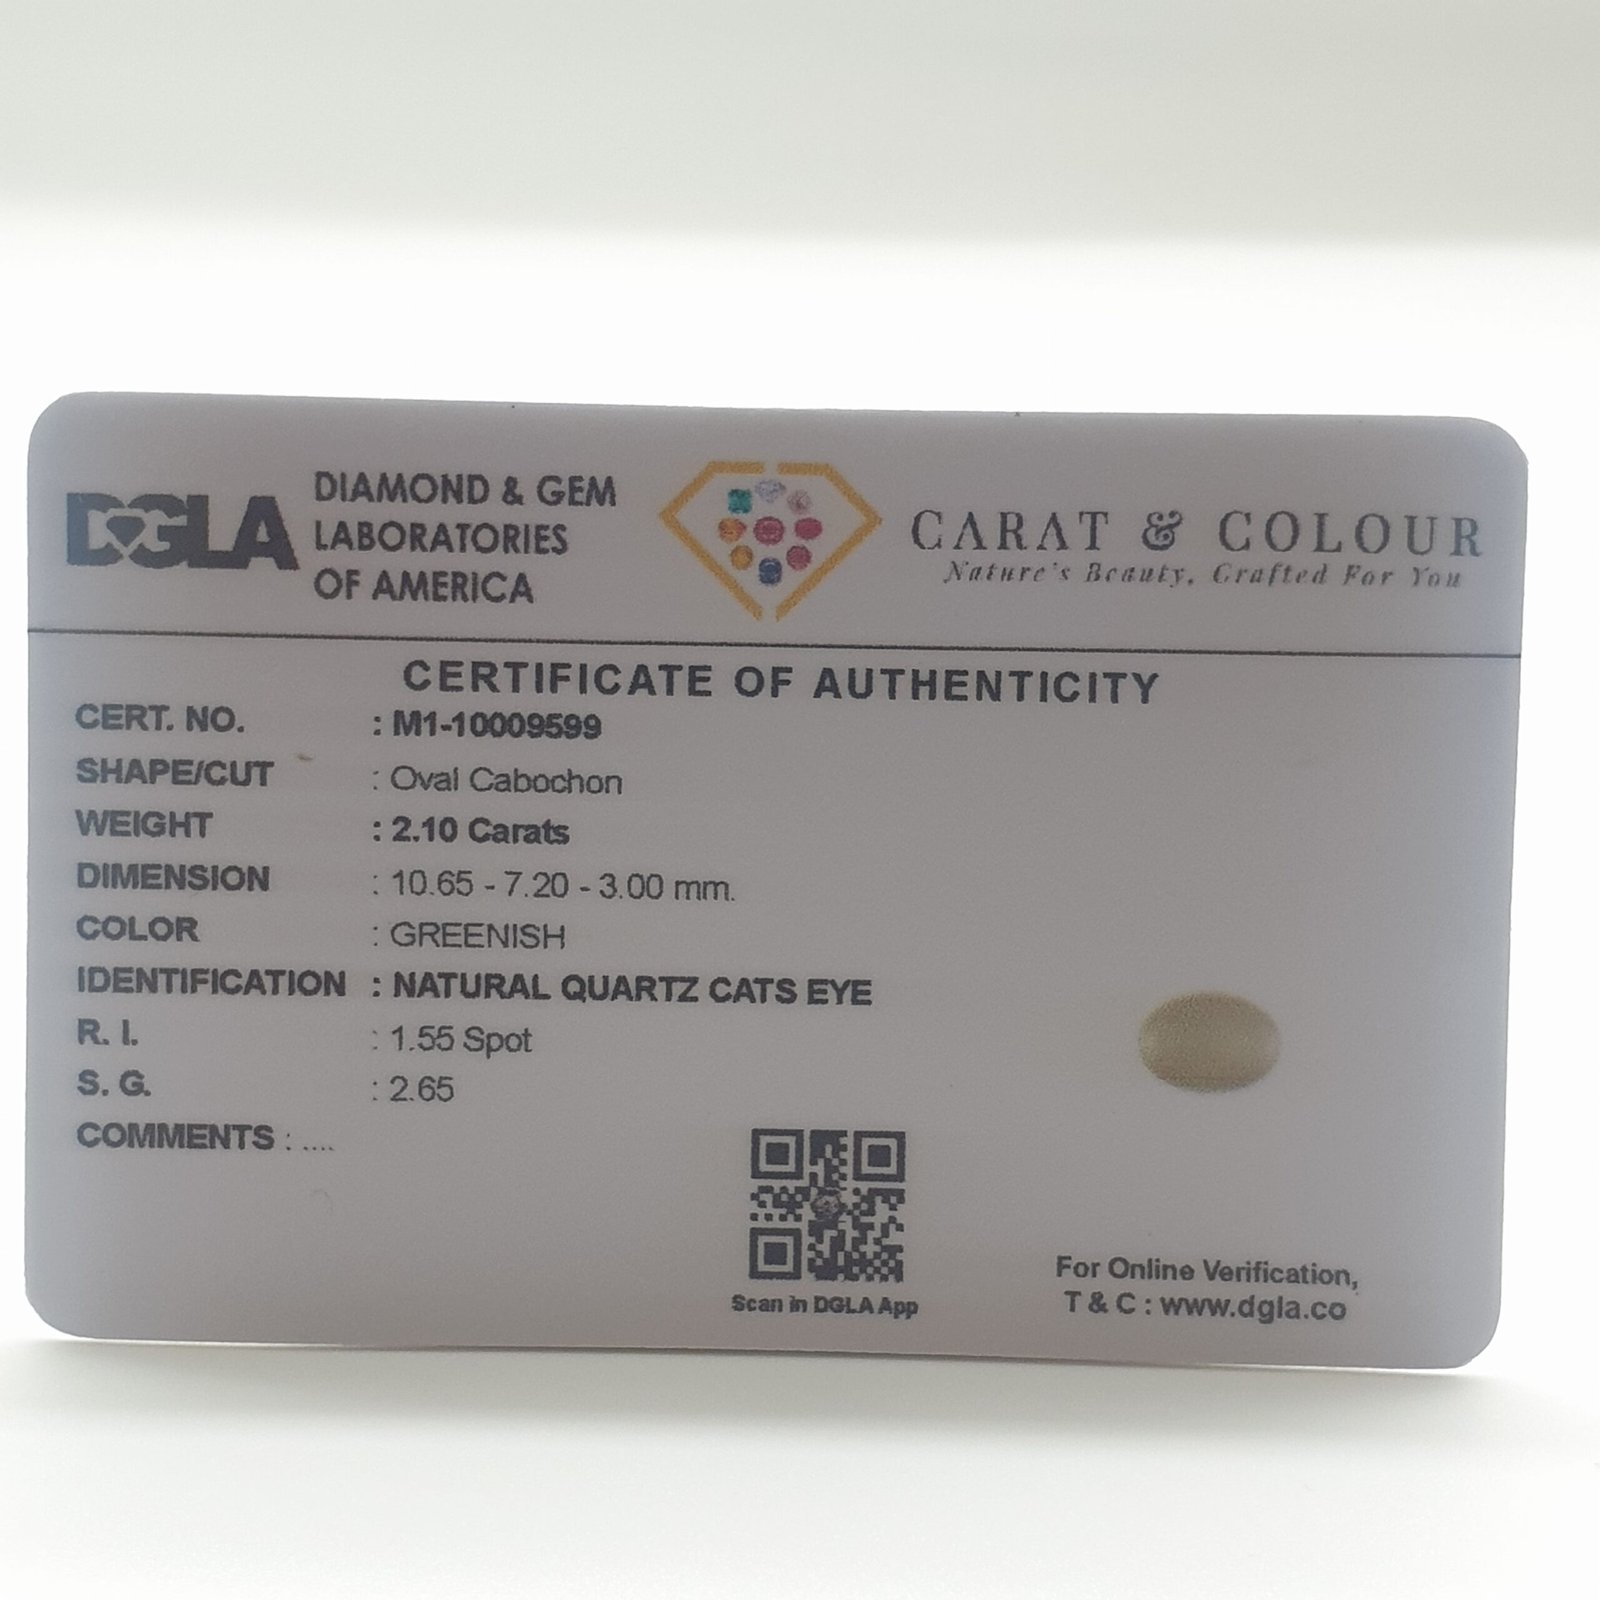 DGLA
DIAMOND & GEM
LABORATORIES
OF AMERICA
CARAT & COLOUR
Nature's Beauty, Crafted For You
CERTIFICATE OF AUTHENTICITY
CERT. NO. : M1-10009599
SHAPE/CUT : Oval Cabochon
WEIGHT : 2.10 Carats
DIMENSION : 10.65 - 7.20 - 3.00 mm.
COLOR : GREENISH
IDENTIFICATION : NATURAL QUARTZ CATS EYE
R. I. : 1.55 Spot
S. G. : 2.65
COMMENTS : ....
Scan in DGLA App
For Online Verification,
T & C : www.dgla.co